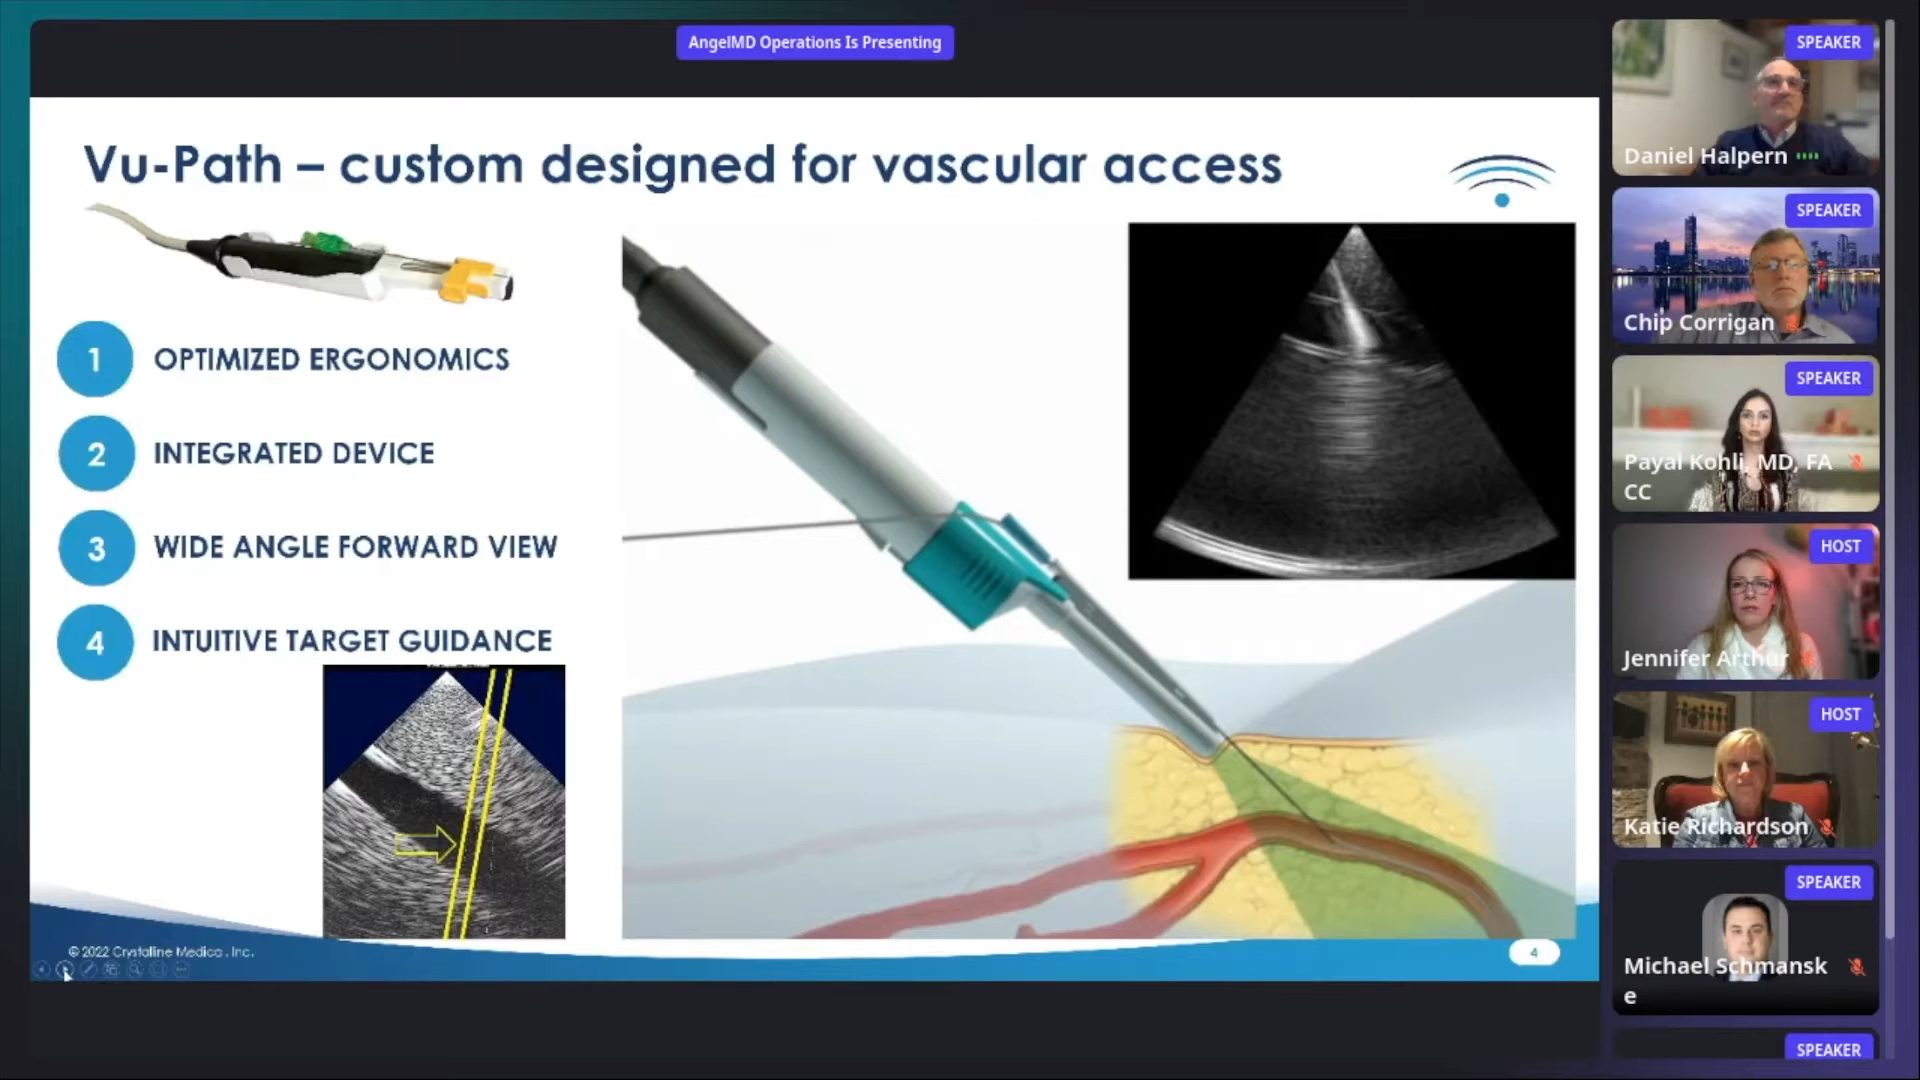 AngelMD Operations Is Presenting
Vu-Path – custom designed for vascular access
1 OPTIMIZED ERGONOMICS
2 INTEGRATED DEVICE
3 WIDE ANGLE FORWARD VIEW
4 INTUITIVE TARGET GUIDANCE
© 2022 Crystalline Medica, Inc.
4
SPEAKER
Daniel Halpern
SPEAKER
Chip Corrigan
SPEAKER
Payal Kohli, MD, FA
CC
HOST
Jennifer Arthur
HOST
Katie Richardson
SPEAKER
Michael Schmansk
e
SPEAKER